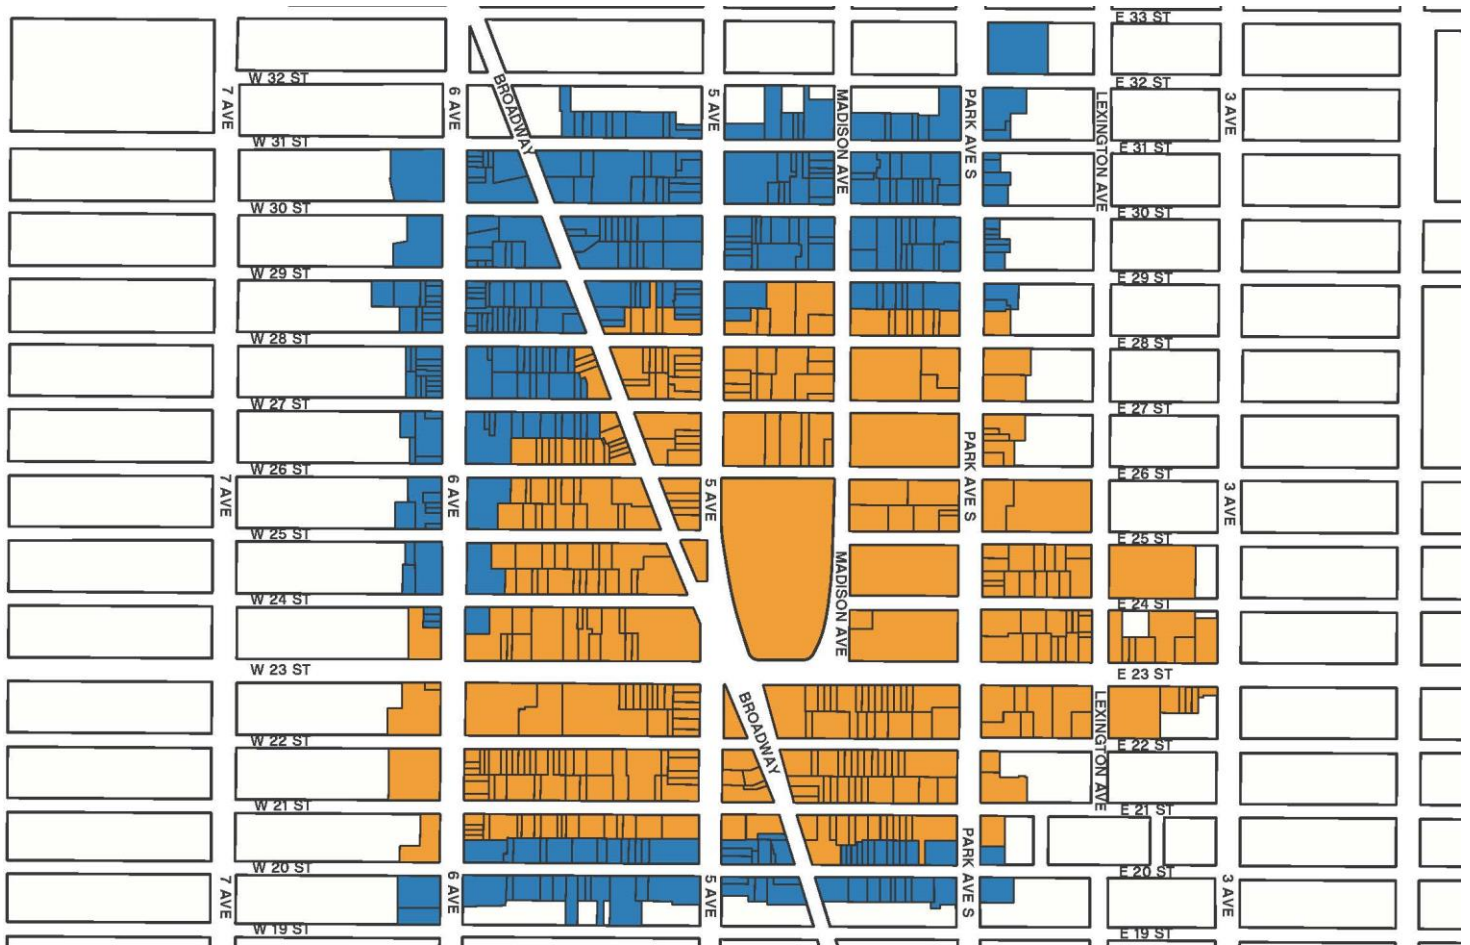 E 33 ST
W 32 ST
E 32 ST
7 AVE
6 AVE
BROADWAY
5 AVE
MADISON AVE
PARK AVE S
LEXINGTON AVE
3 AVE
W 31 ST
E 31 ST
W 30 ST
E 30 ST
W 29 ST
E 29 ST
W 28 ST
E 28 ST
W 27 ST
E 27 ST
PARK AVE S
W 26 ST
E 26 ST
7 AVE
6 AVE
5 AVE
3 AVE
W 25 ST
E 25 ST
MADISON AVE
W 24 ST
E 24 ST
W 23 ST
E 23 ST
BROADWAY
LEXINGTON AVE
W 22 ST
E 22 ST
W 21 ST
E 21 ST
PARK AVE S
W 20 ST
E 20 ST
7 AVE
6 AVE
5 AVE
3 AVE
W 19 ST
E 19 ST